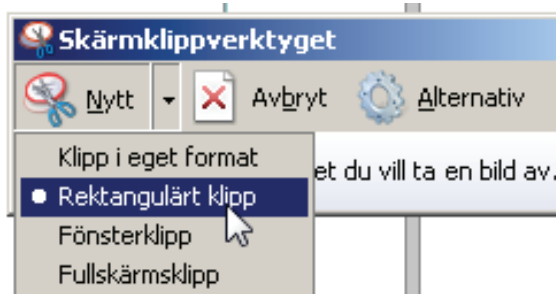 Skärmklippverktyget
Nytt Avbryt Alternativ
Klipp i eget format
et du vill ta en bild av.
Rektangulärt klipp
Fönsterklipp
Fullskärmsklipp